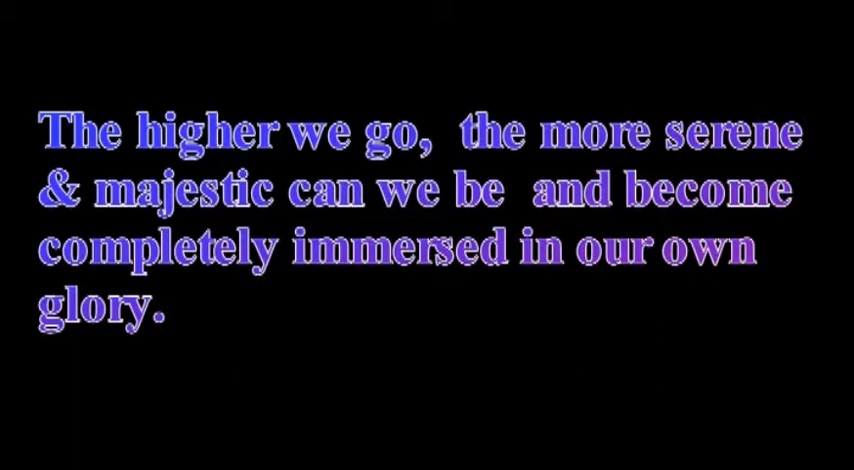 The higher we go, the more serene
& majestic can we be and become
completely immersed in our own
glory.